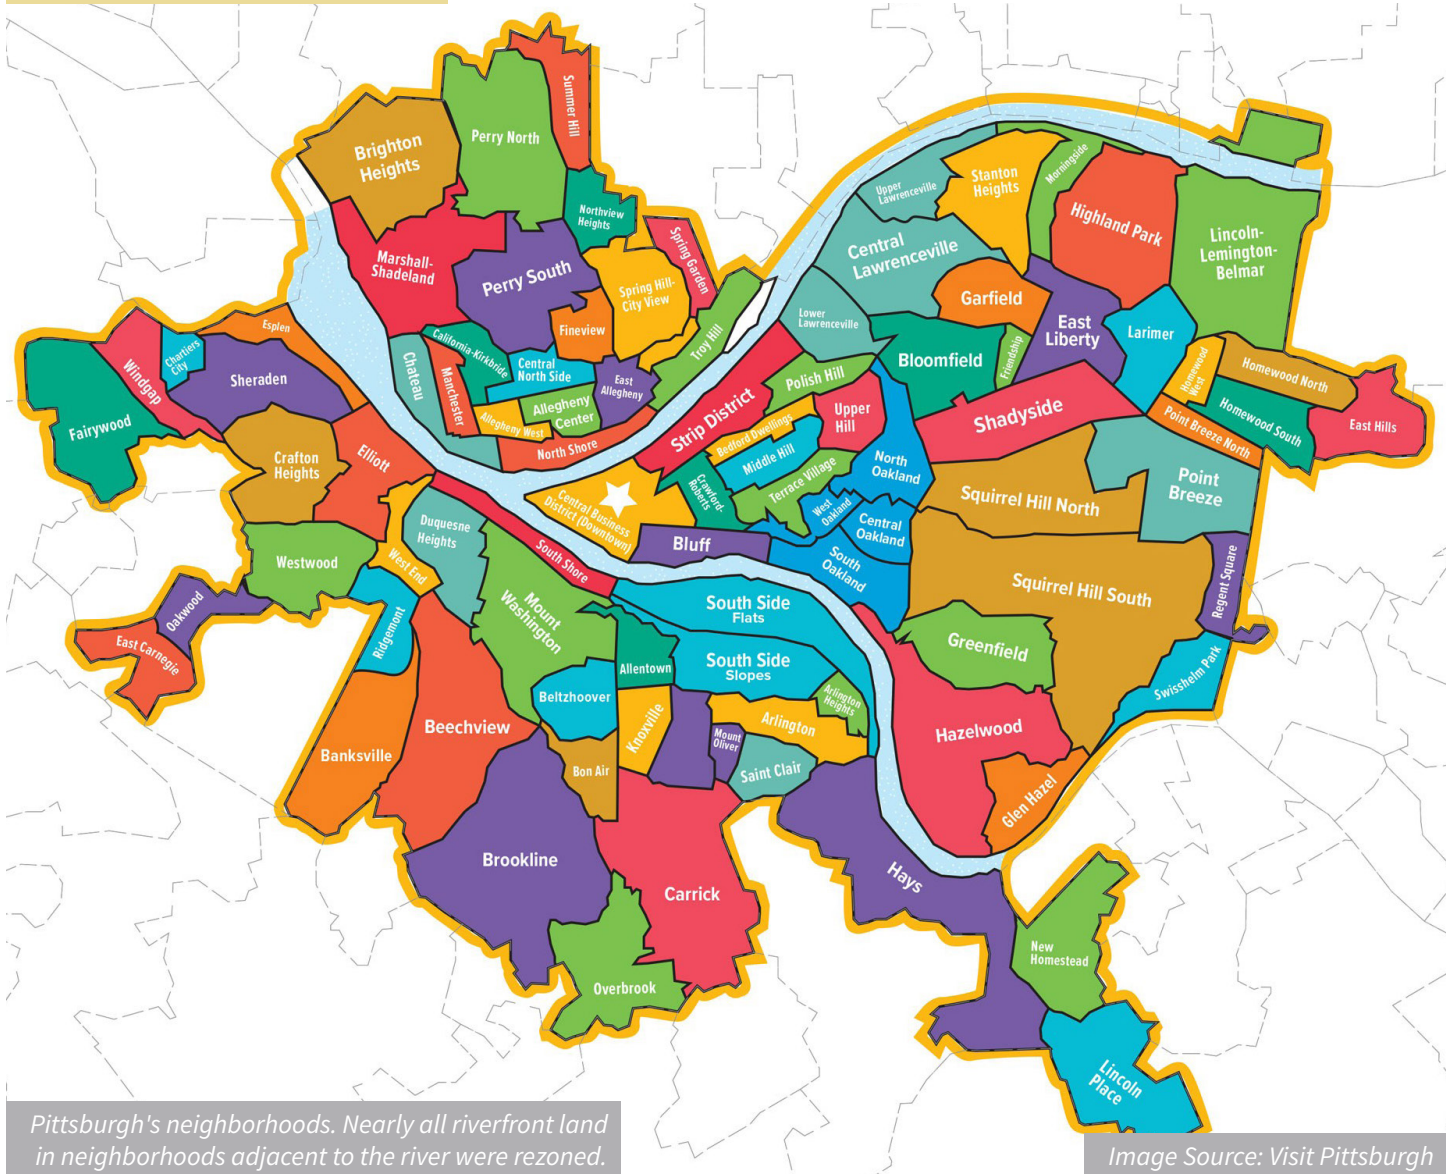 Summer Hill
Perry North
Brighton
Heights
Northview
Heights
Spring Garden
Marshall-
Shadeland
Perry South
Spring Hill-
City View
Fineview
Troy Hill
California-Kirkbride
Central
North Side
East
Allegheny
Chateau
Manchester
Allegheny West
Allegheny
Center
North Shore
Upper
Lawrenceville
Stanton
Heights
Morningside
Highland Park
Lincoln-
Lemington-
Belmar
Central
Lawrenceville
Garfield
Lower
Lawrenceville
East
Liberty
Larimer
Bloomfield
Friendship
Homewood
West
Homewood North
Homewood South
East Hills
Point Breeze North
Polish Hill
Strip District
Upper
Hill
Bedford Dwellings
Middle Hill
Terrace Village
Crawford-
Roberts
Shadyside
North
Oakland
West
Oakland
Central
Oakland
South
Oakland
Squirrel Hill North
Point
Breeze
Squirrel Hill South
Regent Square
Swisshelm Park
Greenfield
Hazelwood
Glen Hazel
Central Business
District (Downtown)
Bluff
Esplen
Chartiers
City
Windgap
Sheraden
Fairywood
Crafton
Heights
Elliott
Westwood
West End
Duquesne
Heights
South Shore
Oakwood
East Carnegie
Ridgemont
Mount
Washington
South Side
Flats
South Side
Slopes
Allentown
Beltzhoover
Arlington
Heights
Arlington
Knoxville
Mount
Oliver
Saint Clair
Bon Air
Beechview
Banksville
Brookline
Carrick
Overbrook
Hays
New
Homestead
Lincoln
Place
Pittsburgh's neighborhoods. Nearly all riverfront land
in neighborhoods adjacent to the river were rezoned.
Image Source: Visit Pittsburgh